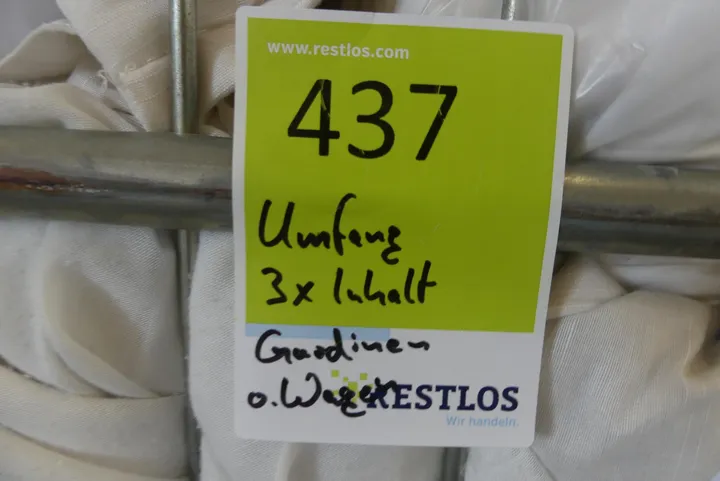 www.restlos.com
437
Umfang
3x Inhalt
Gardinen
o. Wagen
RESTLOS
Wir handeln.